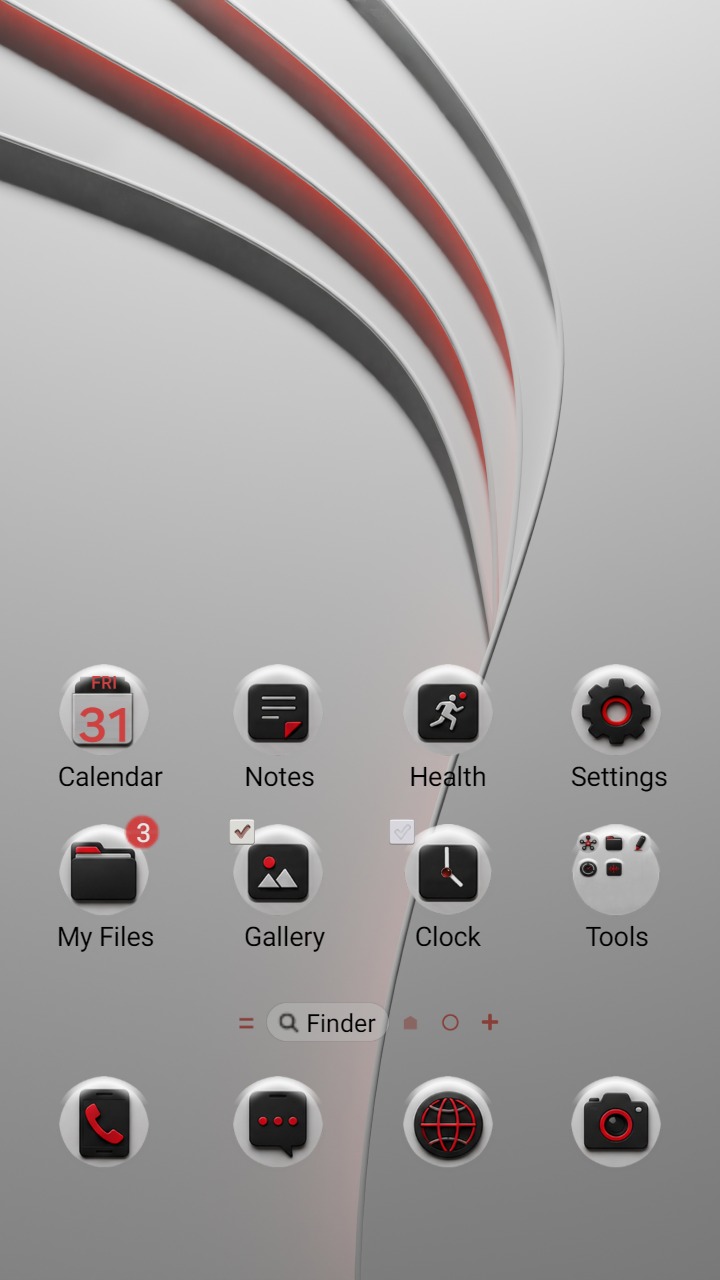 FRI
31
Calendar
Notes
Health
Settings
3
My Files
Gallery
Clock
Tools
Finder